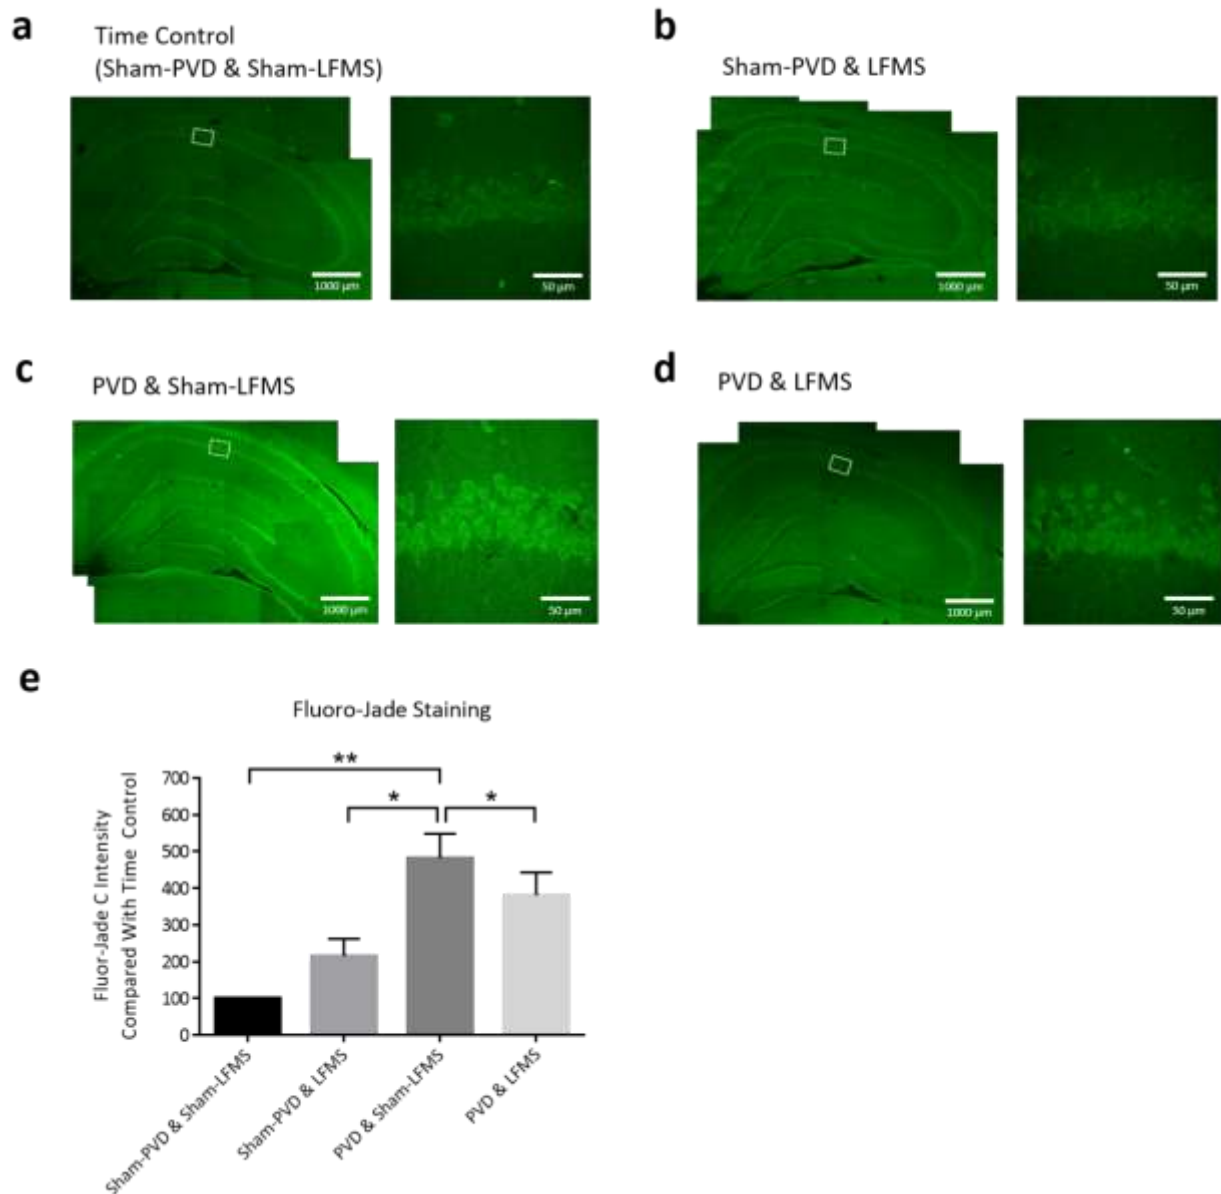 a
Time Control
(Sham-PVD & Sham-LFMS)
1000 µm
50 µm
b
Sham-PVD & LFMS
1000 µm
50 µm
c
PVD & Sham-LFMS
1000 µm
50 µm
d
PVD & LFMS
1000 µm
50 µm
e
Fluoro-Jade Staining
**
*
*
Fluor-Jade C Intensity
Compared With Time Control
700
600
500
400
300
200
100
0
Sham-PVD & Sham-LFMS
Sham-PVD & LFMS
PVD & Sham-LFMS
PVD & LFMS